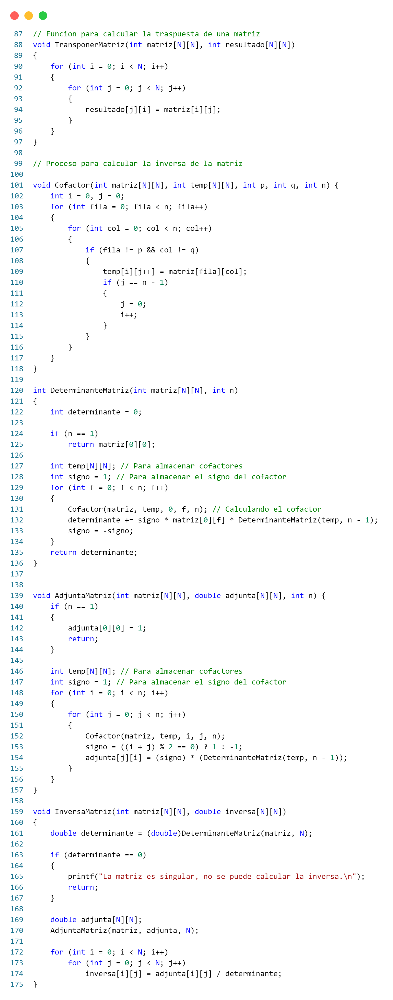 87 // Funcion para calcular la traspuesta de una matriz
88 void TransponerMatriz(int matriz[N][N], int resultado[N][N])
89 {
90     for (int i = 0; i < N; i++)
91     {
92         for (int j = 0; j < N; j++)
93         {
94             resultado[j][i] = matriz[i][j];
95         }
96     }
97 }
98
99 // Proceso para calcular la inversa de la matriz
100
101 void Cofactor(int matriz[N][N], int temp[N][N], int p, int q, int n) {
102     int i = 0, j = 0;
103     for (int fila = 0; fila < n; fila++)
104     {
105         for (int col = 0; col < n; col++)
106         {
107             if (fila != p && col != q)
108             {
109                 temp[i][j++] = matriz[fila][col];
110                 if (j == n - 1)
111                 {
112                     j = 0;
113                     i++;
114                 }
115             }
116         }
117     }
118 }
119
120 int DeterminanteMatriz(int matriz[N][N], int n)
121 {
122     int determinante = 0;
123
124     if (n == 1)
125         return matriz[0][0];
126
127     int temp[N][N]; // Para almacenar cofactores
128     int signo = 1; // Para almacenar el signo del cofactor
129     for (int f = 0; f < n; f++)
130     {
131         Cofactor(matriz, temp, 0, f, n); // Calculando el cofactor
132         determinante += signo * matriz[0][f] * DeterminanteMatriz(temp, n - 1);
133         signo = -signo;
134     }
135     return determinante;
136 }
137
138
139 void AdjuntaMatriz(int matriz[N][N], double adjunta[N][N], int n) {
140     if (n == 1)
141     {
142         adjunta[0][0] = 1;
143         return;
144     }
145
146     int temp[N][N]; // Para almacenar cofactores
147     int signo = 1; // Para almacenar el signo del cofactor
148     for (int i = 0; i < n; i++)
149     {
150         for (int j = 0; j < n; j++)
151         {
152             Cofactor(matriz, temp, i, j, n);
153             signo = ((i + j) % 2 == 0) ? 1 : -1;
154             adjunta[j][i] = (signo) * (DeterminanteMatriz(temp, n - 1));
155         }
156     }
157 }
158
159 void InversaMatriz(int matriz[N][N], double inversa[N][N])
160 {
161     double determinante = (double)DeterminanteMatriz(matriz, N);
162
163     if (determinante == 0)
164     {
165         printf("La matriz es singular, no se puede calcular la inversa.\n");
166         return;
167     }
168
169     double adjunta[N][N];
170     AdjuntaMatriz(matriz, adjunta, N);
171
172     for (int i = 0; i < N; i++)
173         for (int j = 0; j < N; j++)
174             inversa[i][j] = adjunta[i][j] / determinante;
175 }